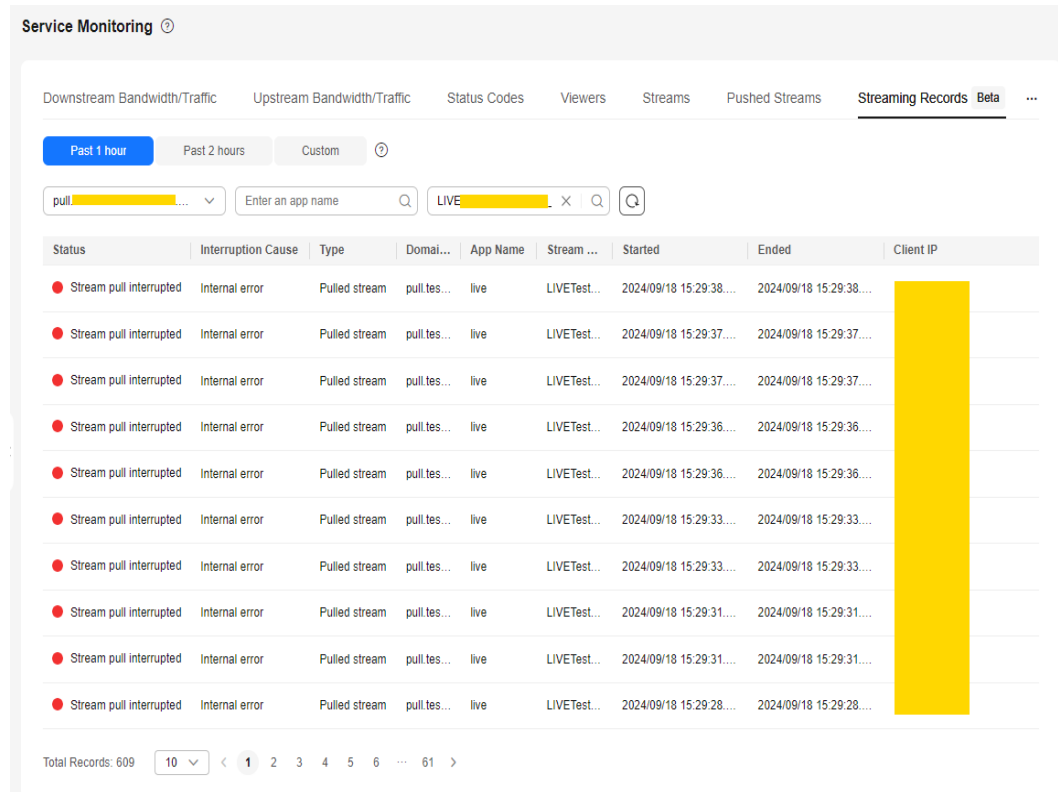 Service Monitoring ?
Downstream Bandwidth/Traffic Upstream Bandwidth/Traffic Status Codes Viewers Streams Pushed Streams Streaming Records Beta ...
Past 1 hour Past 2 hours Custom ?
pull. .... Enter an app name LIVE _
Status Interruption Cause Type Domai... App Name Stream ... Started Ended Client IP
Stream pull interrupted Internal error Pulled stream pull.tes... live LIVETest... 2024/09/18 15:29:38.... 2024/09/18 15:29:38....
Stream pull interrupted Internal error Pulled stream pull.tes... live LIVETest... 2024/09/18 15:29:37.... 2024/09/18 15:29:37....
Stream pull interrupted Internal error Pulled stream pull.tes... live LIVETest... 2024/09/18 15:29:37.... 2024/09/18 15:29:37....
Stream pull interrupted Internal error Pulled stream pull.tes... live LIVETest... 2024/09/18 15:29:36.... 2024/09/18 15:29:36....
Stream pull interrupted Internal error Pulled stream pull.tes... live LIVETest... 2024/09/18 15:29:36.... 2024/09/18 15:29:36....
Stream pull interrupted Internal error Pulled stream pull.tes... live LIVETest... 2024/09/18 15:29:33.... 2024/09/18 15:29:33....
Stream pull interrupted Internal error Pulled stream pull.tes... live LIVETest... 2024/09/18 15:29:33.... 2024/09/18 15:29:33....
Stream pull interrupted Internal error Pulled stream pull.tes... live LIVETest... 2024/09/18 15:29:31.... 2024/09/18 15:29:31....
Stream pull interrupted Internal error Pulled stream pull.tes... live LIVETest... 2024/09/18 15:29:31.... 2024/09/18 15:29:31....
Stream pull interrupted Internal error Pulled stream pull.tes... live LIVETest... 2024/09/18 15:29:28.... 2024/09/18 15:29:28....
Total Records: 609 10 < 1 2 3 4 5 6 ... 61 >